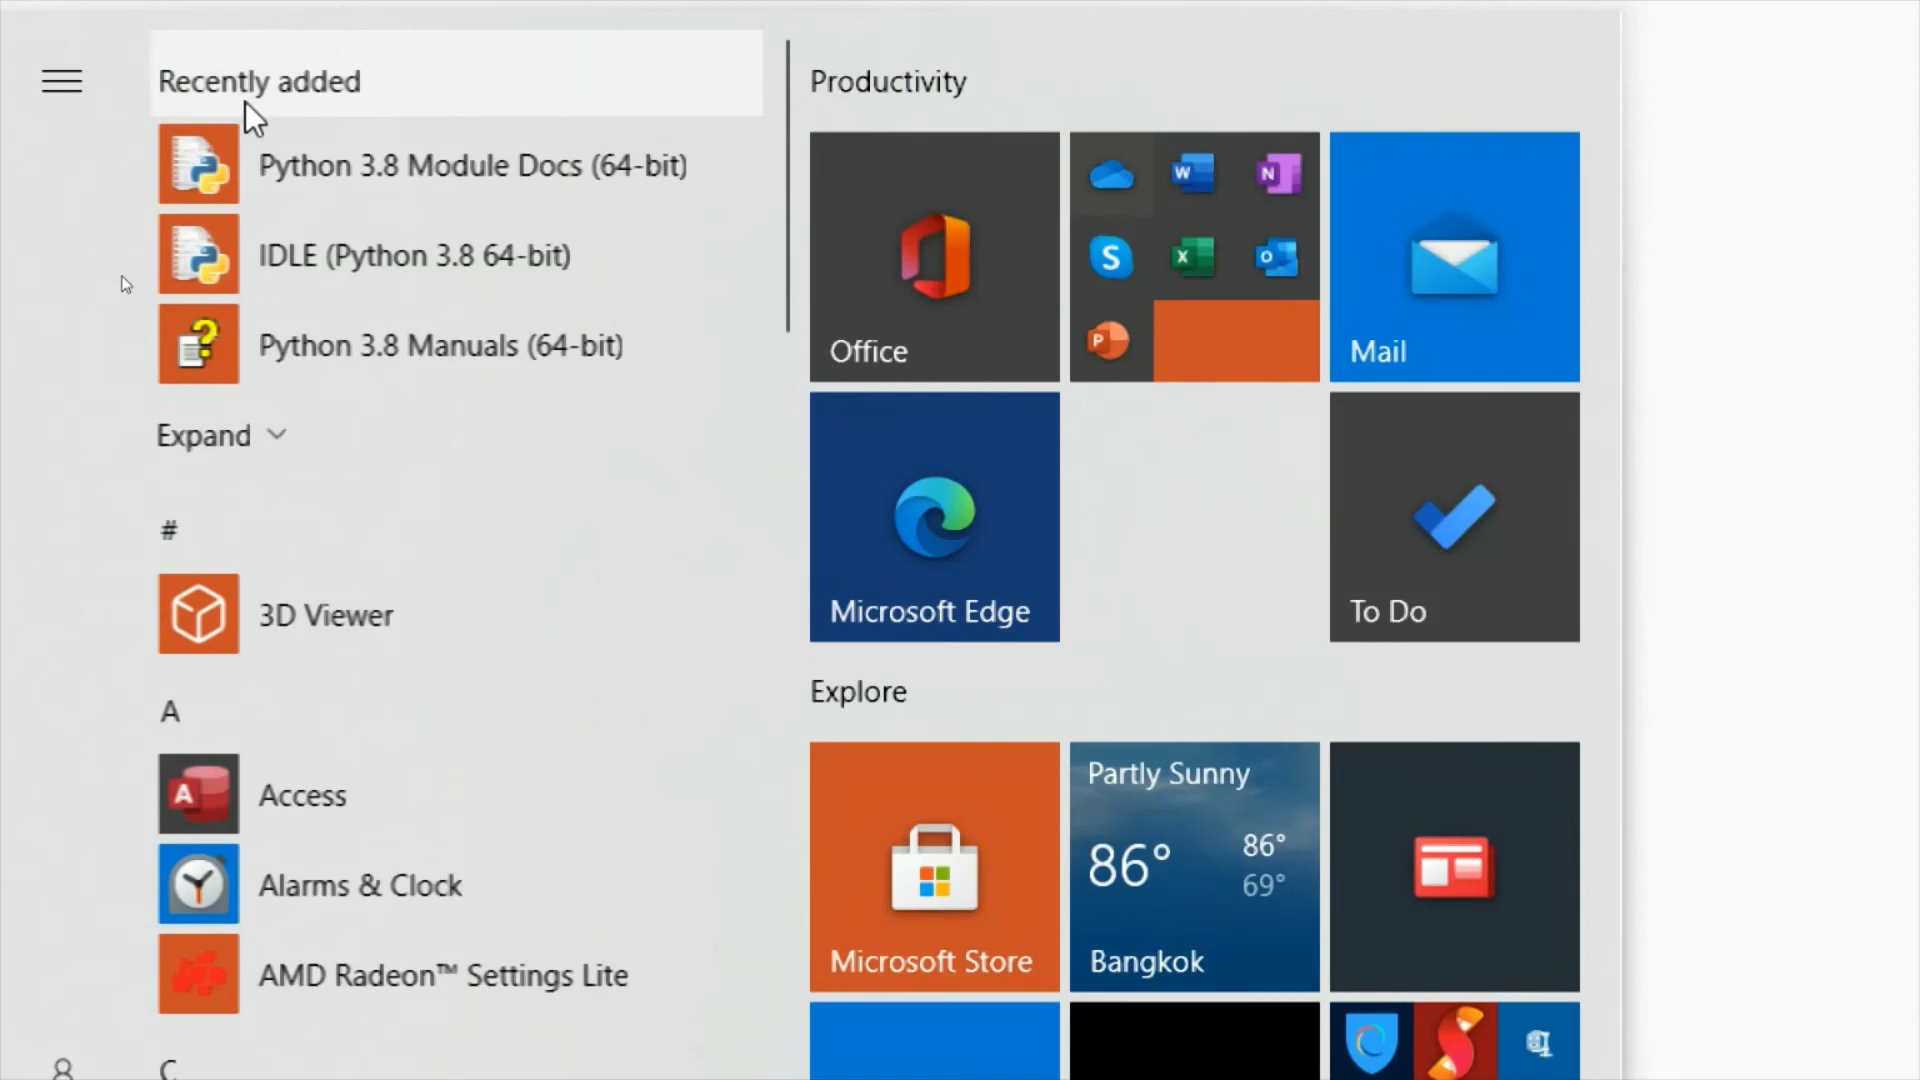 Recently added
Python 3.8 Module Docs (64-bit)
IDLE (Python 3.8 64-bit)
Python 3.8 Manuals (64-bit)
Expand
#
3D Viewer
A
Access
Alarms & Clock
AMD Radeon™ Settings Lite
C
Productivity
Office
W
N
S
X
O
P
Mail
Microsoft Edge
To Do
Explore
Microsoft Store
Partly Sunny
86°
86°
69°
Bangkok